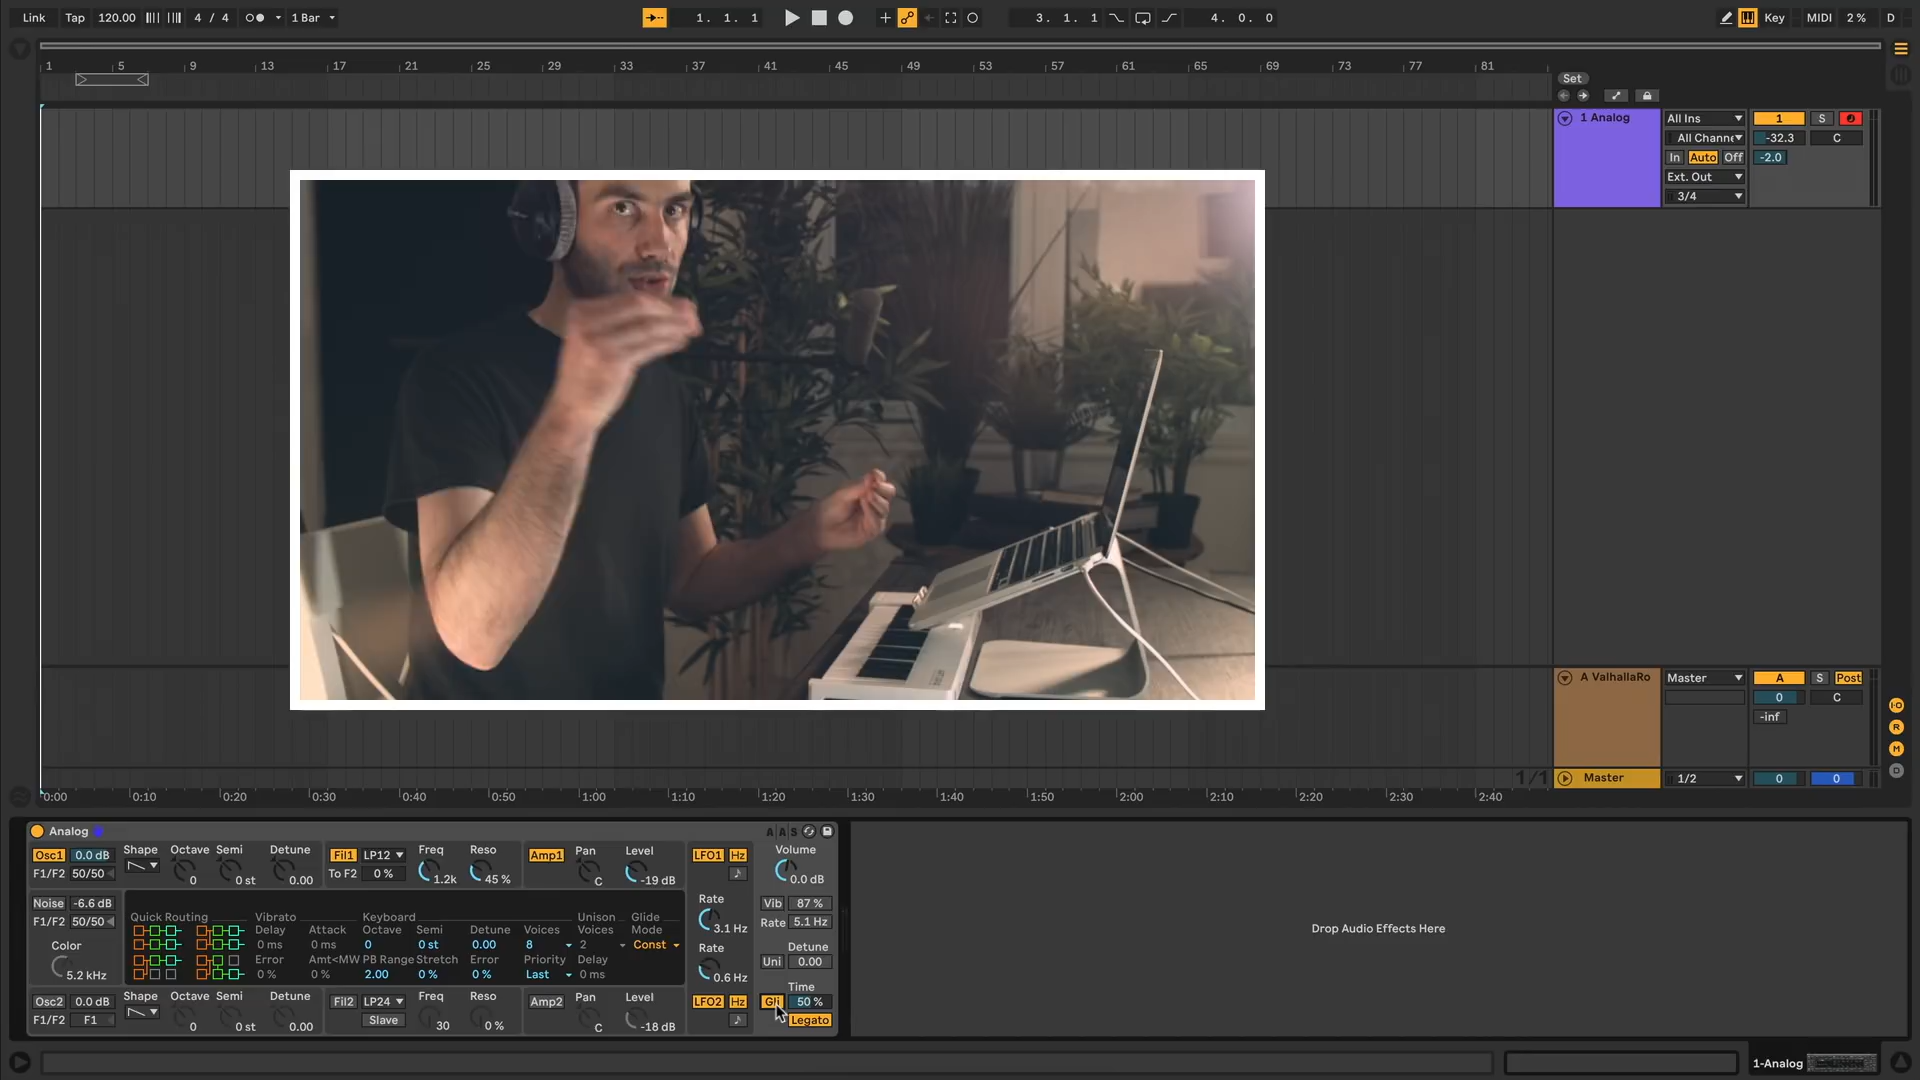 Link Tap 120.00 4 / 4 1 Bar 1. 1. 1 3. 1. 1 4. 0. 0 Key MIDI 2 % D
1 5 9 13 17 21 25 29 33 37 41 45 49 53 57 61 65 69 73 77 81
Set
1 Analog All Ins 1 S
All Channe -32.3 C
In Auto Off -2.0
Ext. Out
3/4
A ValhallaRo Master A S Post
0 C
-inf
1/1 Master 1/2 0 0
0:00 0:10 0:20 0:30 0:40 0:50 1:00 1:10 1:20 1:30 1:40 1:50 2:00 2:10 2:20 2:30 2:40
I-O
R
M
D
Analog A A S
Osc1 0.0 dB Shape Octave Semi Detune Fil1 LP12 Freq Reso Amp1 Pan Level LFO1 Hz Volume
F1/F2 50/50 0 0 st 0.00 To F2 0 % 1.2k 45 % C -19 dB 0.0 dB
Noise -6.6 dB Rate Vib 87 %
F1/F2 50/50 Quick Routing Vibrato Keyboard Unison Glide 3.1 Hz Rate 5.1 Hz
Delay Attack Octave Semi Detune Voices Voices Mode
Color 0 ms 0 ms 0 0 st 0.00 8 2 Const Rate Detune
Error Amt<MW PB Range Stretch Error Priority Delay Uni 0.00
5.2 kHz 0 % 0 % 2.00 0 % 0 % Last 0 ms 0.6 Hz
Time
Osc2 0.0 dB Shape Octave Semi Detune Fil2 LP24 Freq Reso Amp2 Pan Level LFO2 Hz Gli 50 %
F1/F2 F1 0 0 st 0.00 Slave 30 0 % C -18 dB Legato
Drop Audio Effects Here
1-Analog